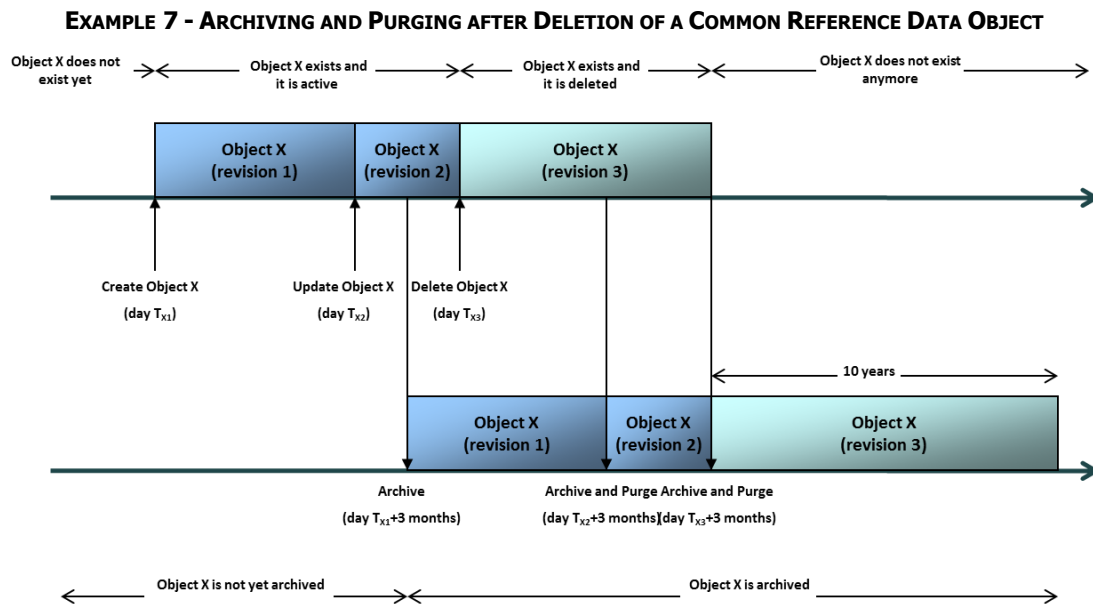 EXAMPLE 7 - ARCHIVING AND PURGING AFTER DELETION OF A COMMON REFERENCE DATA OBJECT
Object X does not
exist yet
Object X exists and
it is active
Object X exists and
it is deleted
Object X does not exist
anymore
Object X
(revision 1)
Object X
(revision 2)
Object X
(revision 3)
Create Object X
(day TX1)
Update Object X
(day TX2)
Delete Object X
(day TX3)
10 years
Object X
(revision 1)
Object X
(revision 2)
Object X
(revision 3)
Archive
(day TX1+3 months)
Archive and Purge
(day TX2+3 months)
Archive and Purge
(day TX3+3 months)
Object X is not yet archived
Object X is archived